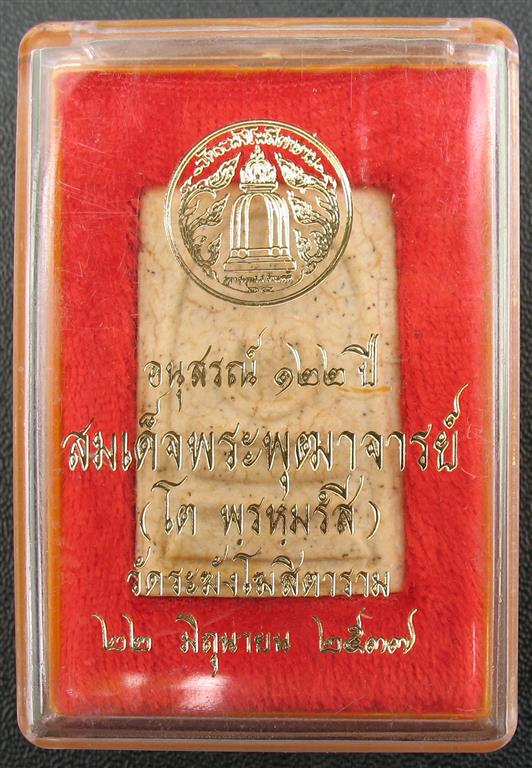 อนุสรณ์ ๑๒๒ ปี
สมเด็จพระพุฒาจารย์
(โต พฺรหฺมรํสี)
วัดระฆังโฆสิตาราม
๒๒ มิถุนายน ๒๕๓๗